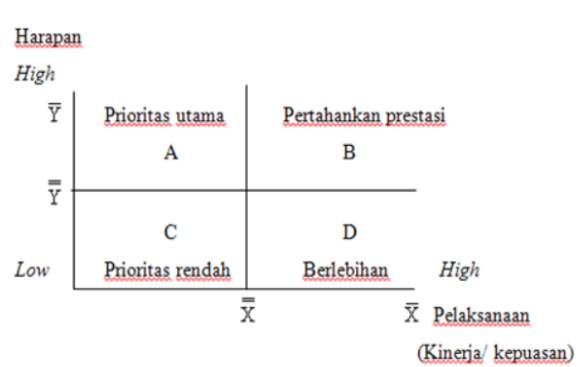 Harapan
High
Y̅ Prioritas utama Pertahankan prestasi
A B
Y̿
C D
Low Prioritas rendah Berlebihan High
X̿ X̅ Pelaksanaan
(Kinerja/ kepuasan)